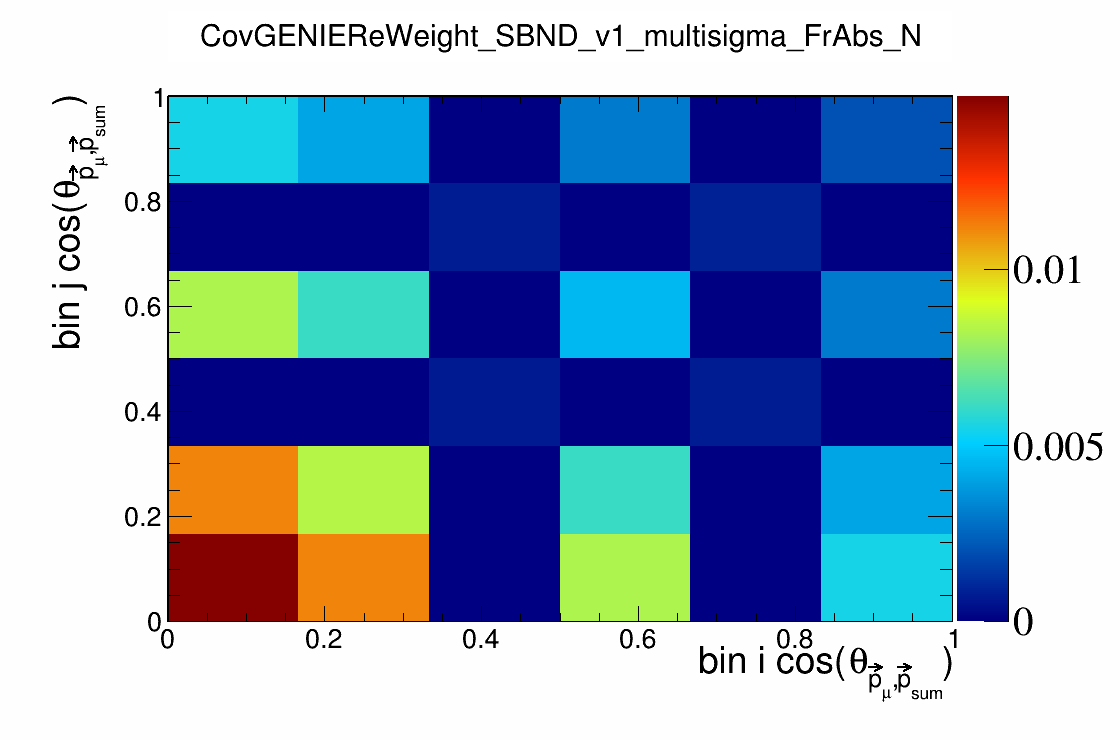 CovGENIEReWeight_SBND_v1_multisigma_FrAbs_N
bin j cos(θp⃗μ,p⃗sum)
1
0.8
0.6
0.4
0.2
0
0 0.2 0.4 0.6 0.8 1
bin i cos(θp⃗μ,p⃗sum)
0.01
0.005
0